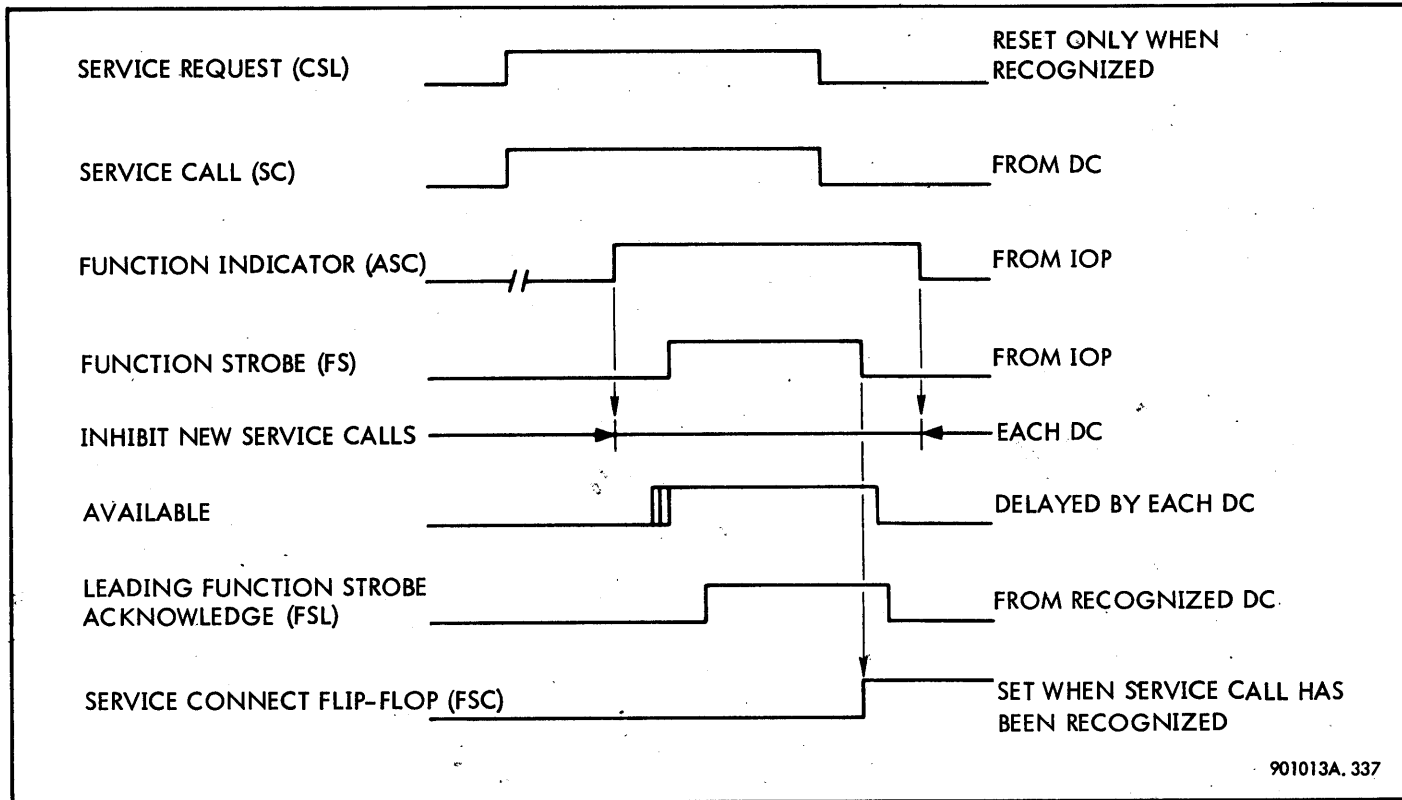 SERVICE REQUEST (CSL)
RESET ONLY WHEN
RECOGNIZED
SERVICE CALL (SC)
FROM DC
FUNCTION INDICATOR (ASC)
FROM IOP
FUNCTION STROBE (FS)
FROM IOP
INHIBIT NEW SERVICE CALLS
EACH DC
AVAILABLE
DELAYED BY EACH DC
LEADING FUNCTION STROBE
ACKNOWLEDGE (FSL)
FROM RECOGNIZED DC
SERVICE CONNECT FLIP-FLOP (FSC)
SET WHEN SERVICE CALL HAS
BEEN RECOGNIZED
901013A. 337